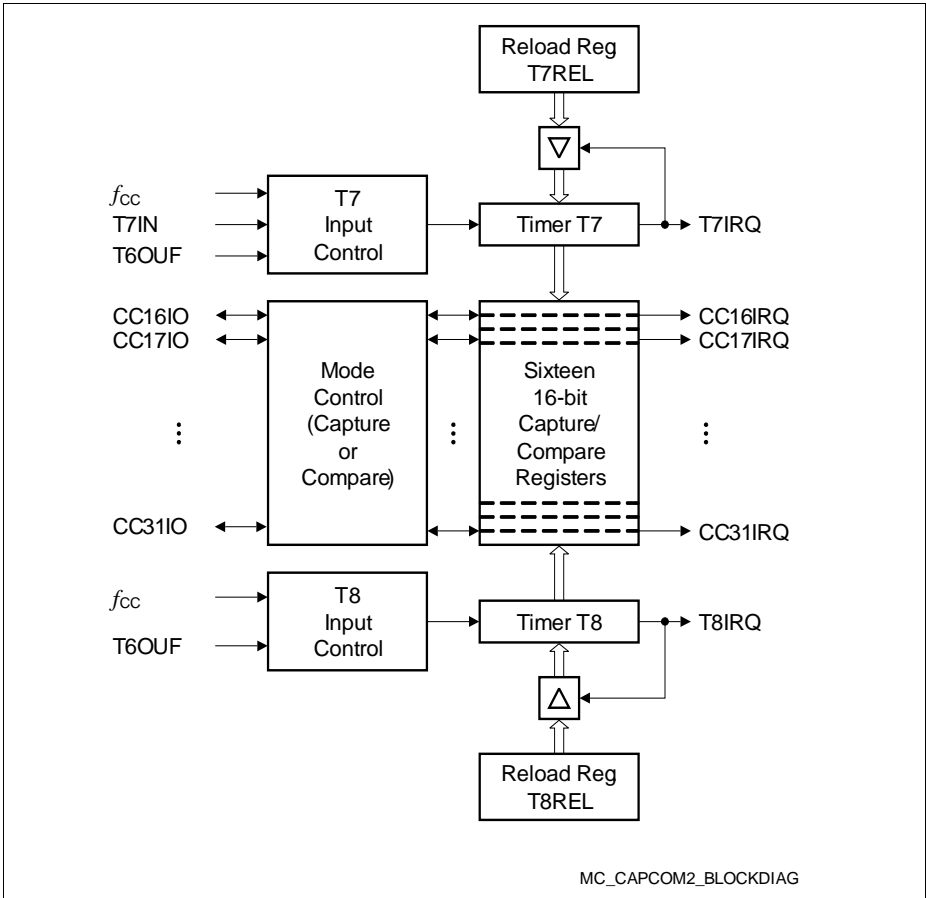 Reload Reg
T7REL
fCC
T7IN
T6OUF
T7
Input
Control
Timer T7
T7IRQ
CC16IO
CC17IO
CC31IO
Mode
Control
(Capture
or
Compare)
Sixteen
16-bit
Capture/
Compare
Registers
CC16IRQ
CC17IRQ
CC31IRQ
fCC
T6OUF
T8
Input
Control
Timer T8
T8IRQ
Reload Reg
T8REL
MC_CAPCOM2_BLOCKDIAG